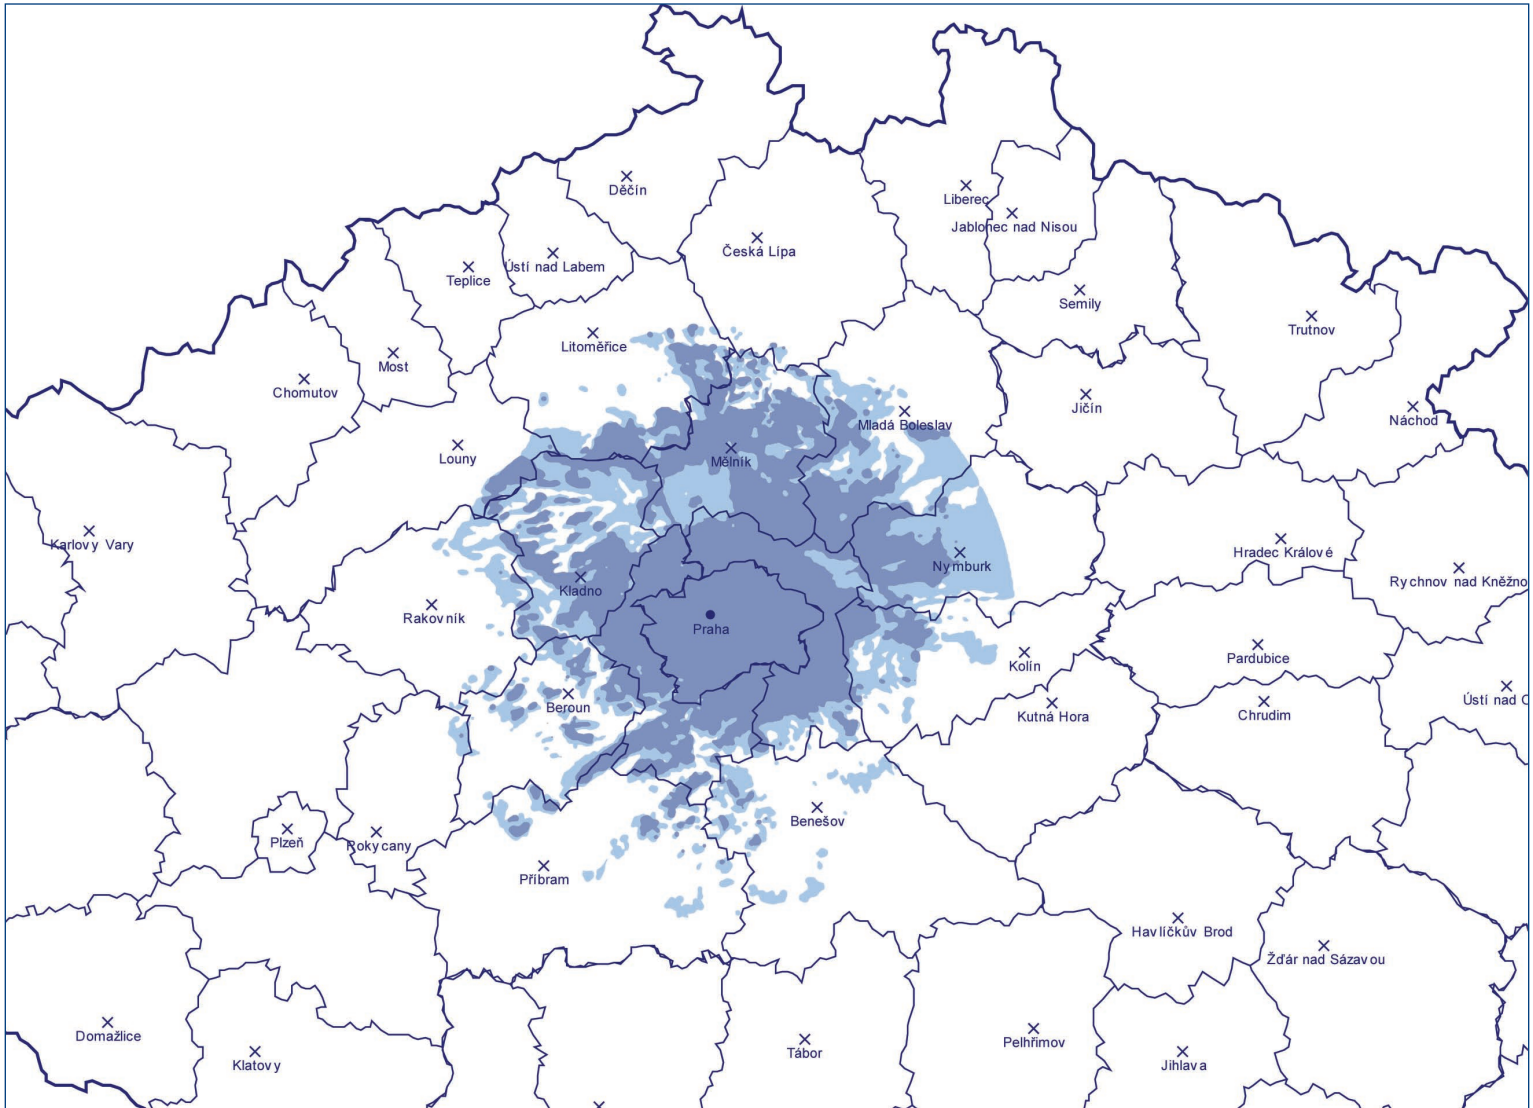 Děčín
Liberec
Jablonec nad Nisou
Česká Lípa
Ústí nad Labem
Teplice
Semily
Trutnov
Litoměřice
Most
Chomutov
Jičín
Náchod
Mladá Boleslav
Louny
Mělník
Karlovy Vary
Hradec Králové
Nymburk
Rychnov nad Kněžno
Kladno
Rakovník
Praha
Pardubice
Kolín
Beroun
Ústí nad O
Kutná Hora
Chrudim
Benešov
Plzeň
Rokycany
Příbram
Havlíčkův Brod
Žďár nad Sázavou
Domažlice
Pelhřimov
Tábor
Klatovy
Jihlava